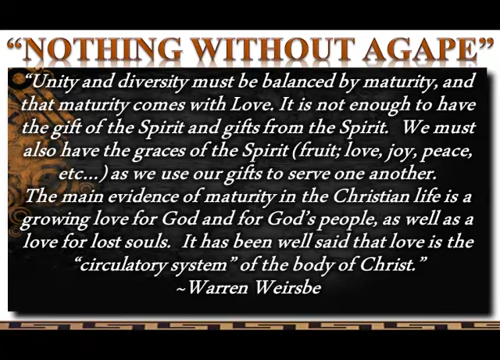 “NOTHING WITHOUT AGAPE”
“Unity and diversity must be balanced by maturity, and
that maturity comes with Love. It is not enough to have
the gift of the Spirit and gifts from the Spirit. We must
also have the graces of the Spirit (fruit; love, joy, peace,
etc...) as we use our gifts to serve one another.
The main evidence of maturity in the Christian life is a
growing love for God and for God's people, as well as a
love for lost souls. It has been well said that love is the
“circulatory system” of the body of Christ.”
~Warren Weirsbe